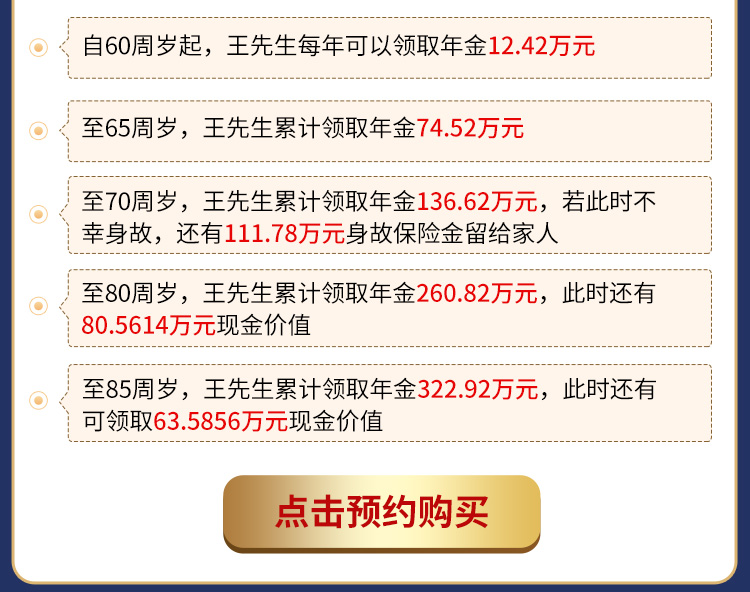 自60周岁起，王先生每年可以领取年金12.42万元
至65周岁，王先生累计领取年金74.52万元
至70周岁，王先生累计领取年金136.62万元，若此时不
幸身故，还有111.78万元身故保险金留给家人
至80周岁，王先生累计领取年金260.82万元，此时还有
80.5614万元现金价值
至85周岁，王先生累计领取年金322.92万元，此时还有
可领取63.5856万元现金价值
点击预约购买